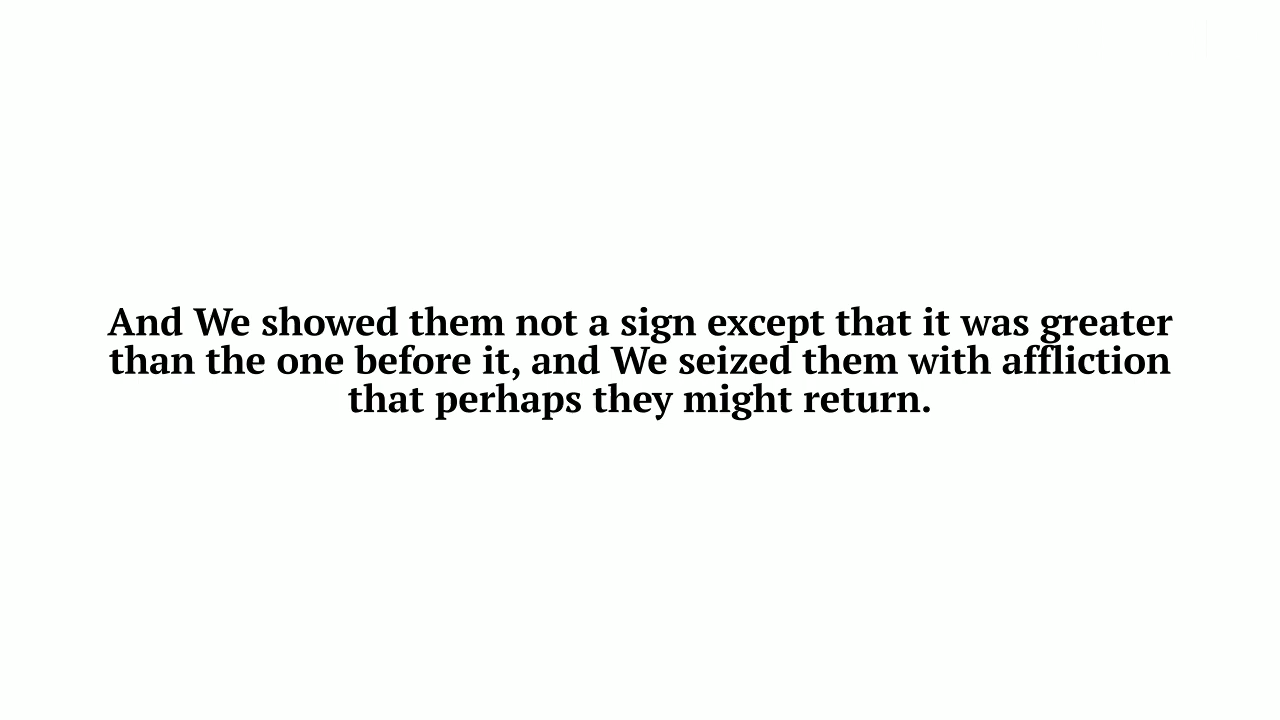 And We showed them not a sign except that it was greater
than the one before it, and We seized them with affliction
that perhaps they might return.